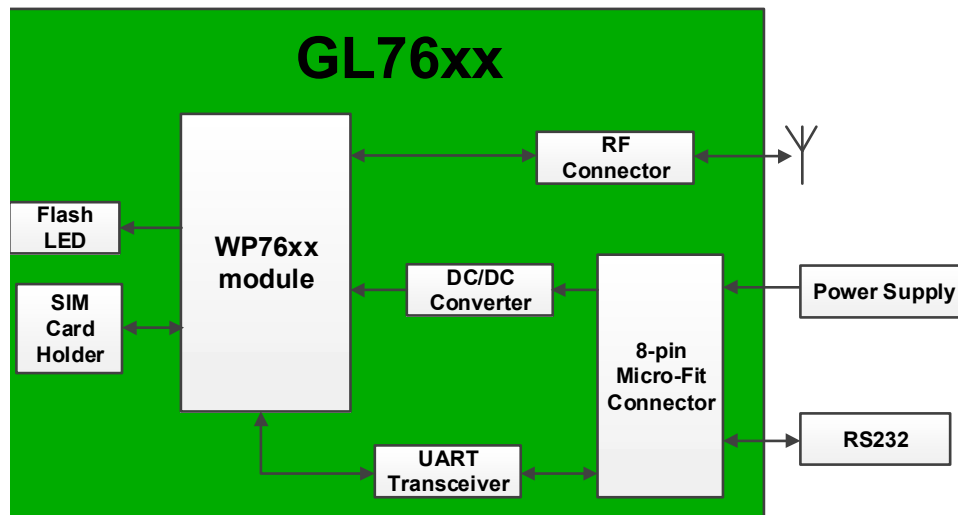 GL76xx
RF
Connector
Flash
LED
WP76xx
module
DC/DC
Converter
Power Supply
SIM
Card
Holder
8-pin
Micro-Fit
Connector
RS232
UART
Transceiver